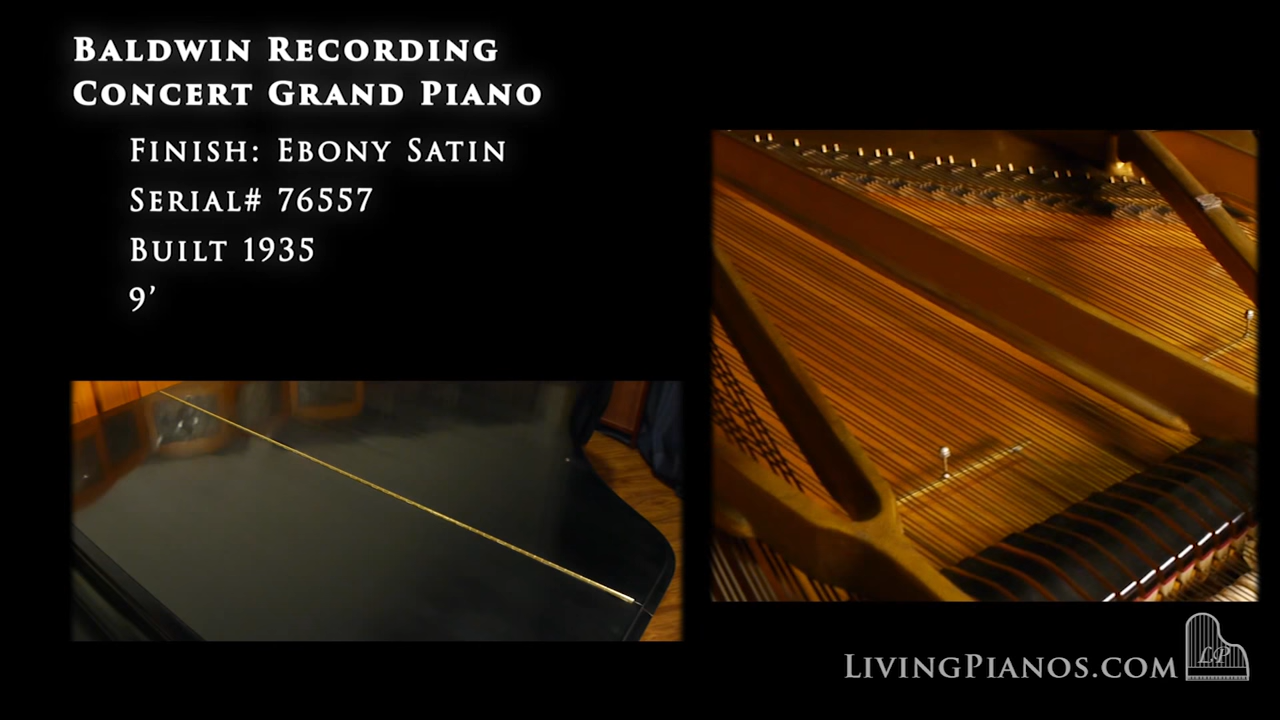 Baldwin Recording
Concert Grand Piano
Finish: Ebony Satin
Serial# 76557
Built 1935
9’
LivingPianos.com
LP